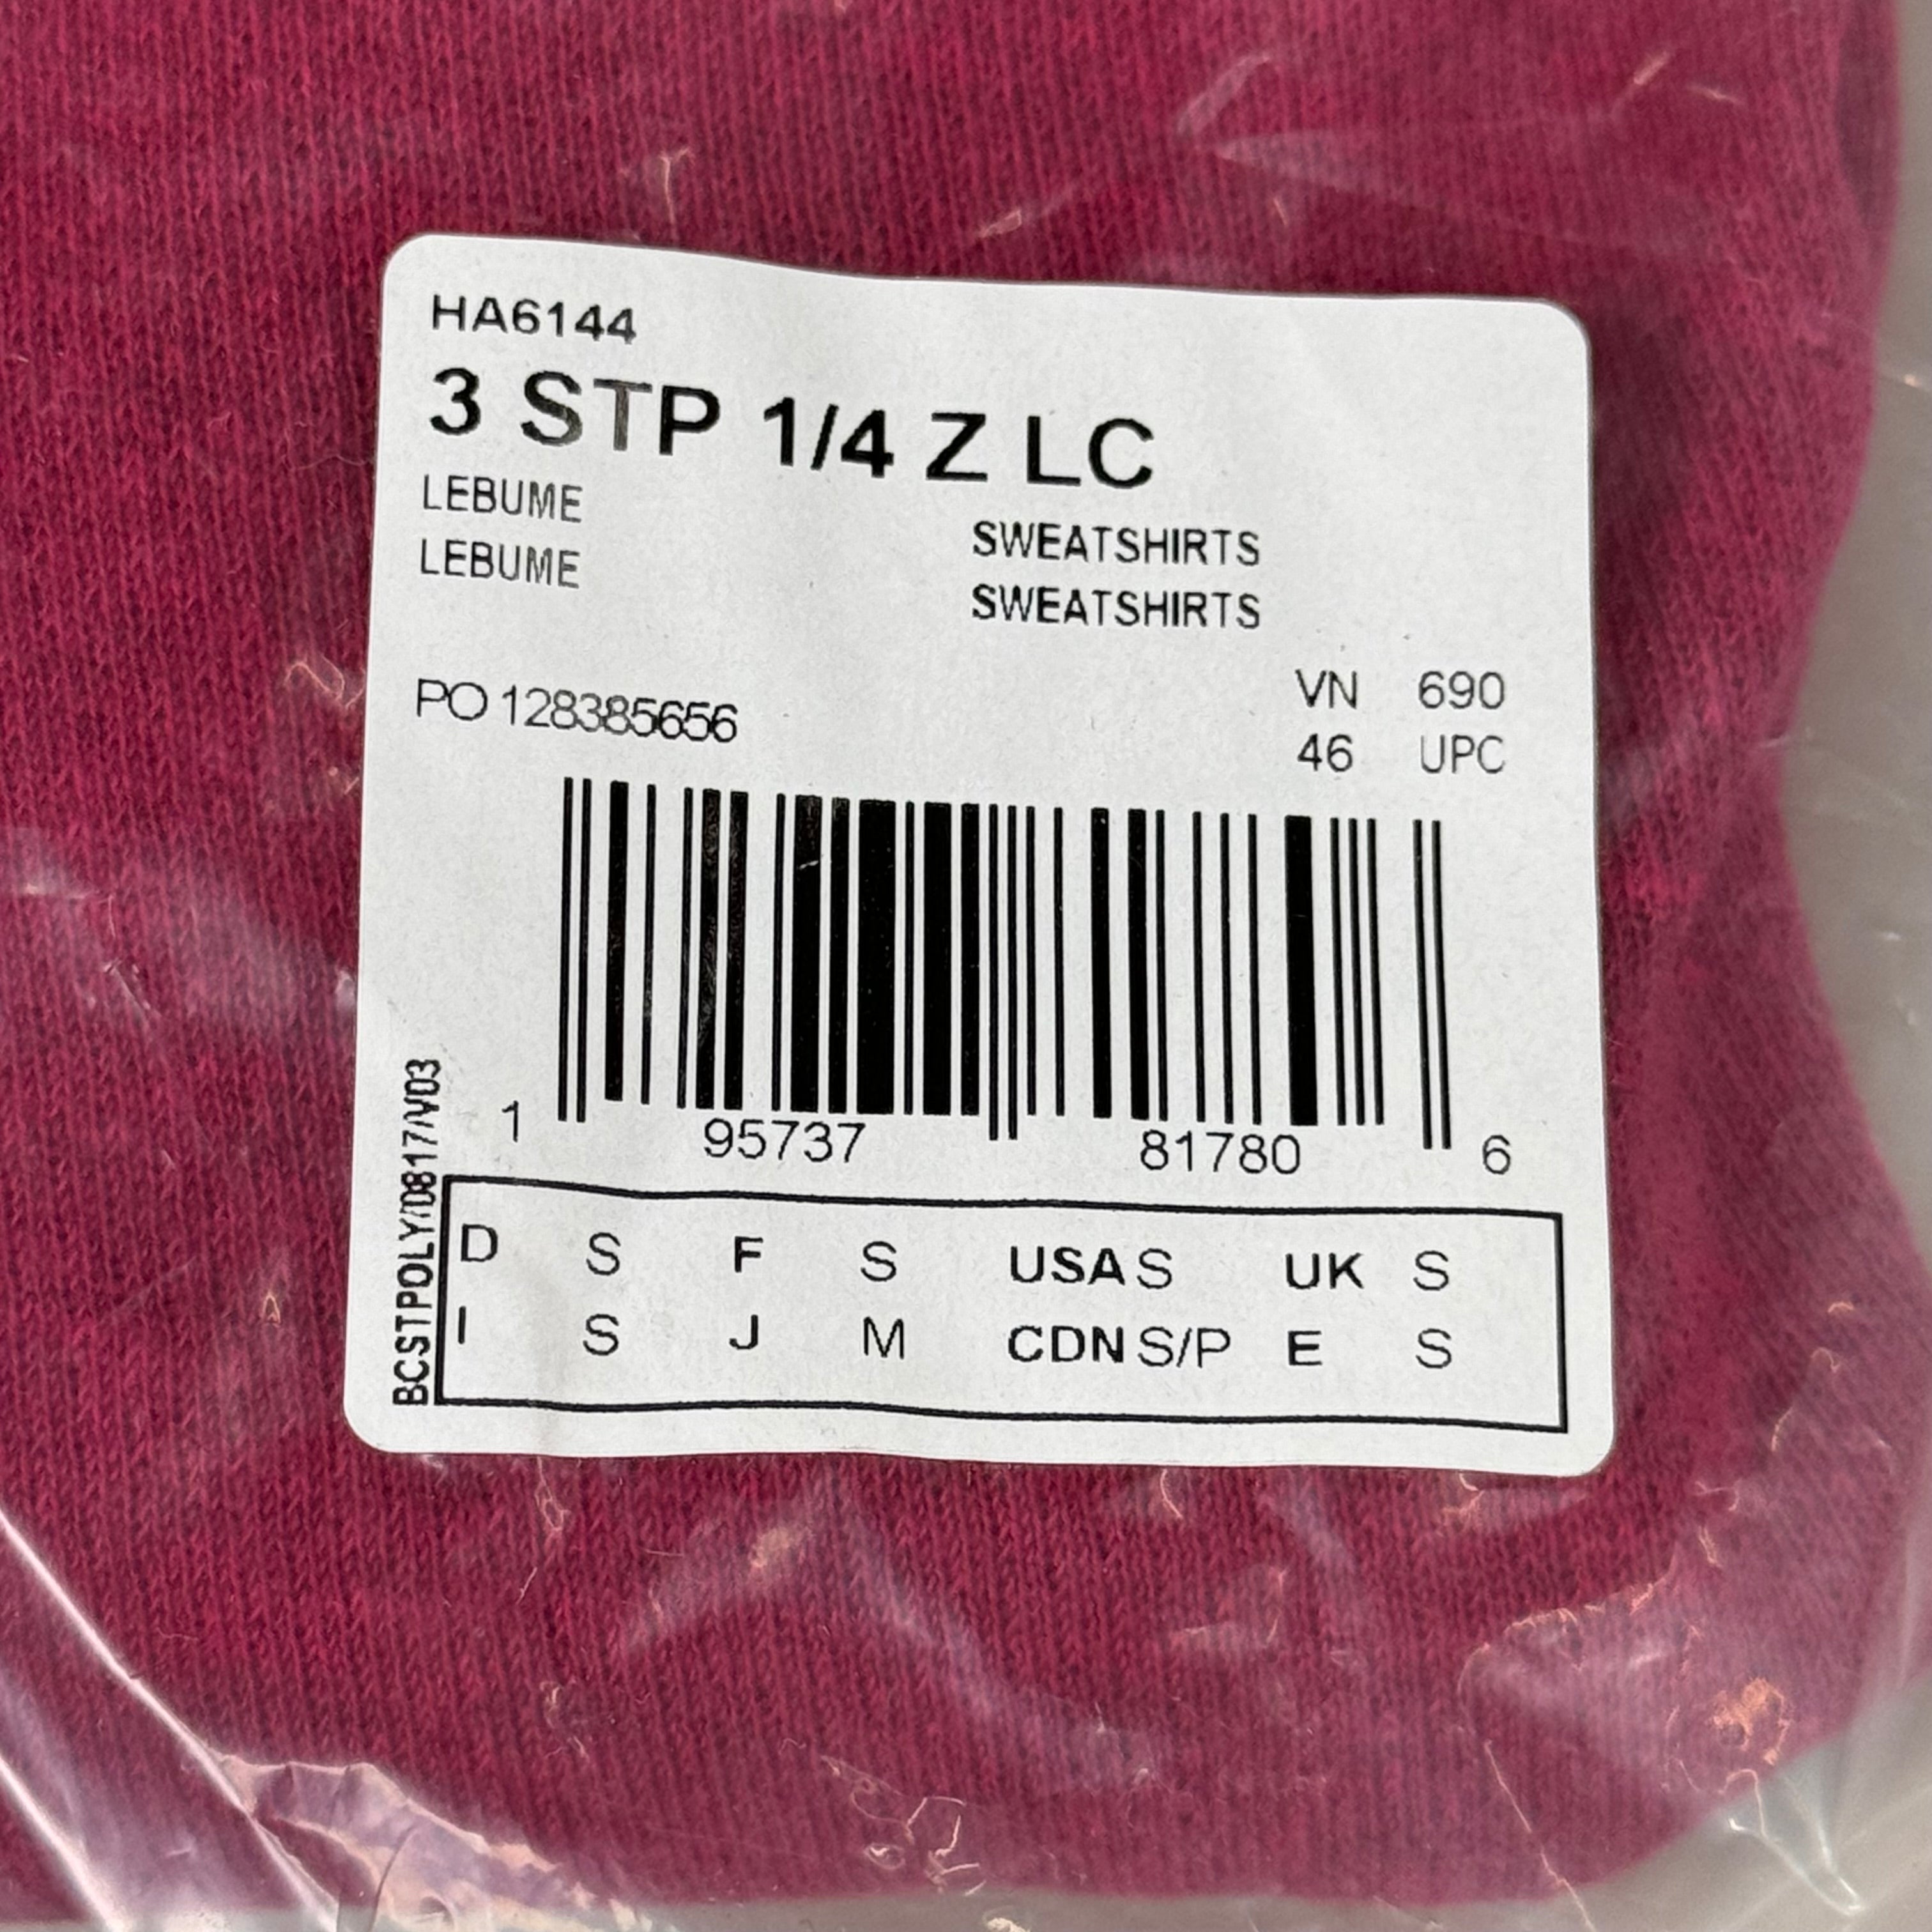 HA6144
3 STP 1/4 Z LC
LEBUME SWEATSHIRTS
LEBUME SWEATSHIRTS
PO 128385656 VN 690
46 UPC
1 95737 81780 6
BCSTPOLY/0817/V03
D S F S USA S UK S
I S J M CDN S/P E S